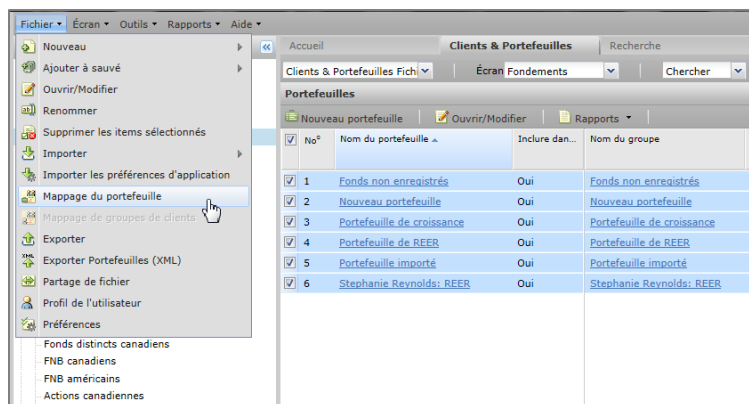 Fichier Écran Outils Rapports Aide
Nouveau
Ajouter à sauvé
Ouvrir/Modifier
Renommer
Supprimer les items sélectionnés
Importer
Importer les préférences d'application
Mappage du portefeuille
Mappage de groupes de clients
Exporter
Exporter Portefeuilles (XML)
Partage de fichier
Profil de l'utilisateur
Préférences
Fonds distincts canadiens
FNB canadiens
FNB américains
Actions canadiennes
Accueil Clients & Portefeuilles Recherche
Clients & Portefeuilles Fichi Écran Fondements Chercher
Portefeuilles
Nouveau portefeuille Ouvrir/Modifier Rapports
Noᵉ Nom du portefeuille Inclure dan... Nom du groupe
1 Fonds non enregistrés Oui Fonds non enregistrés
2 Nouveau portefeuille Oui Nouveau portefeuille
3 Portefeuille de croissance Oui Portefeuille de croissance
4 Portefeuille de REER Oui Portefeuille de REER
5 Portefeuille importé Oui Portefeuille importé
6 Stephanie Reynolds: REER Oui Stephanie Reynolds: REER